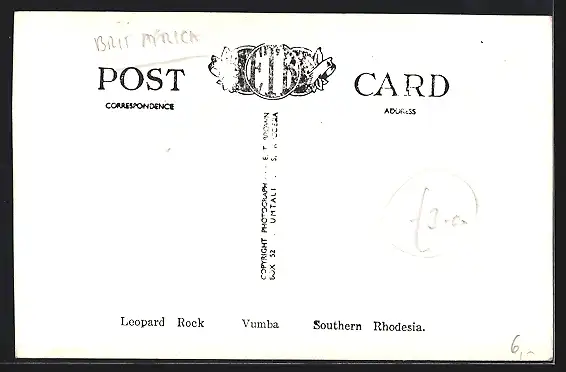 BRIT AFRICA
POST CARD
CORRESPONDENCE
ADDRESS
COPYRIGHT PHOTOGRAPH
BOX 52 . UMTALI . S.
Leopard Rock Vumba Southern Rhodesia.
6,-